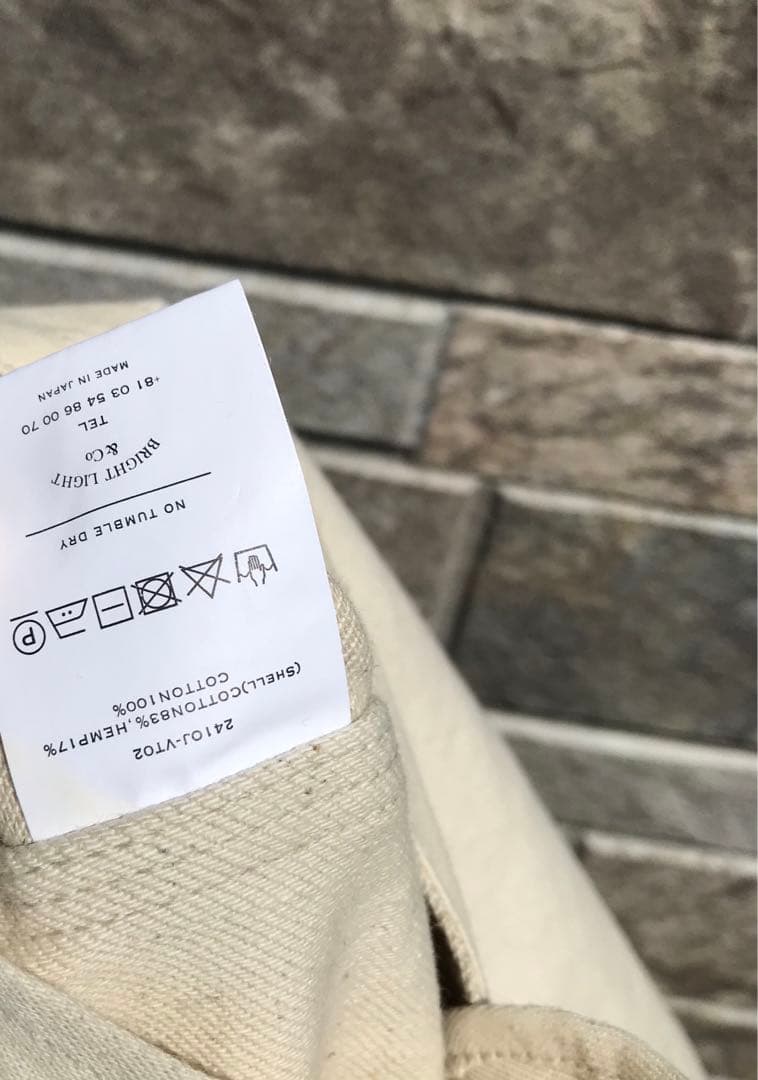 2410J-VT02
(SHELL)COTTON83%,HEMP17%
COTTON100%
P
NO TUMBLE DRY
BRIGHT LIGHT
& Co
TEL
+81 03 54 86 00 70
MADE IN JAPAN